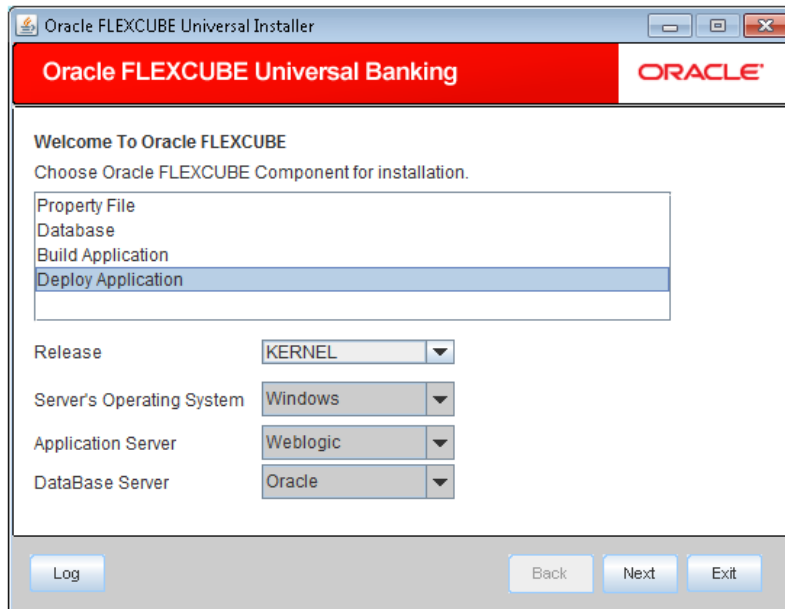 Oracle FLEXCUBE Universal Installer
Oracle FLEXCUBE Universal Banking
ORACLE
Welcome To Oracle FLEXCUBE
Choose Oracle FLEXCUBE Component for installation.
Property File
Database
Build Application
Deploy Application
Release KERNEL
Server's Operating System Windows
Application Server Weblogic
DataBase Server Oracle
Log Back Next Exit